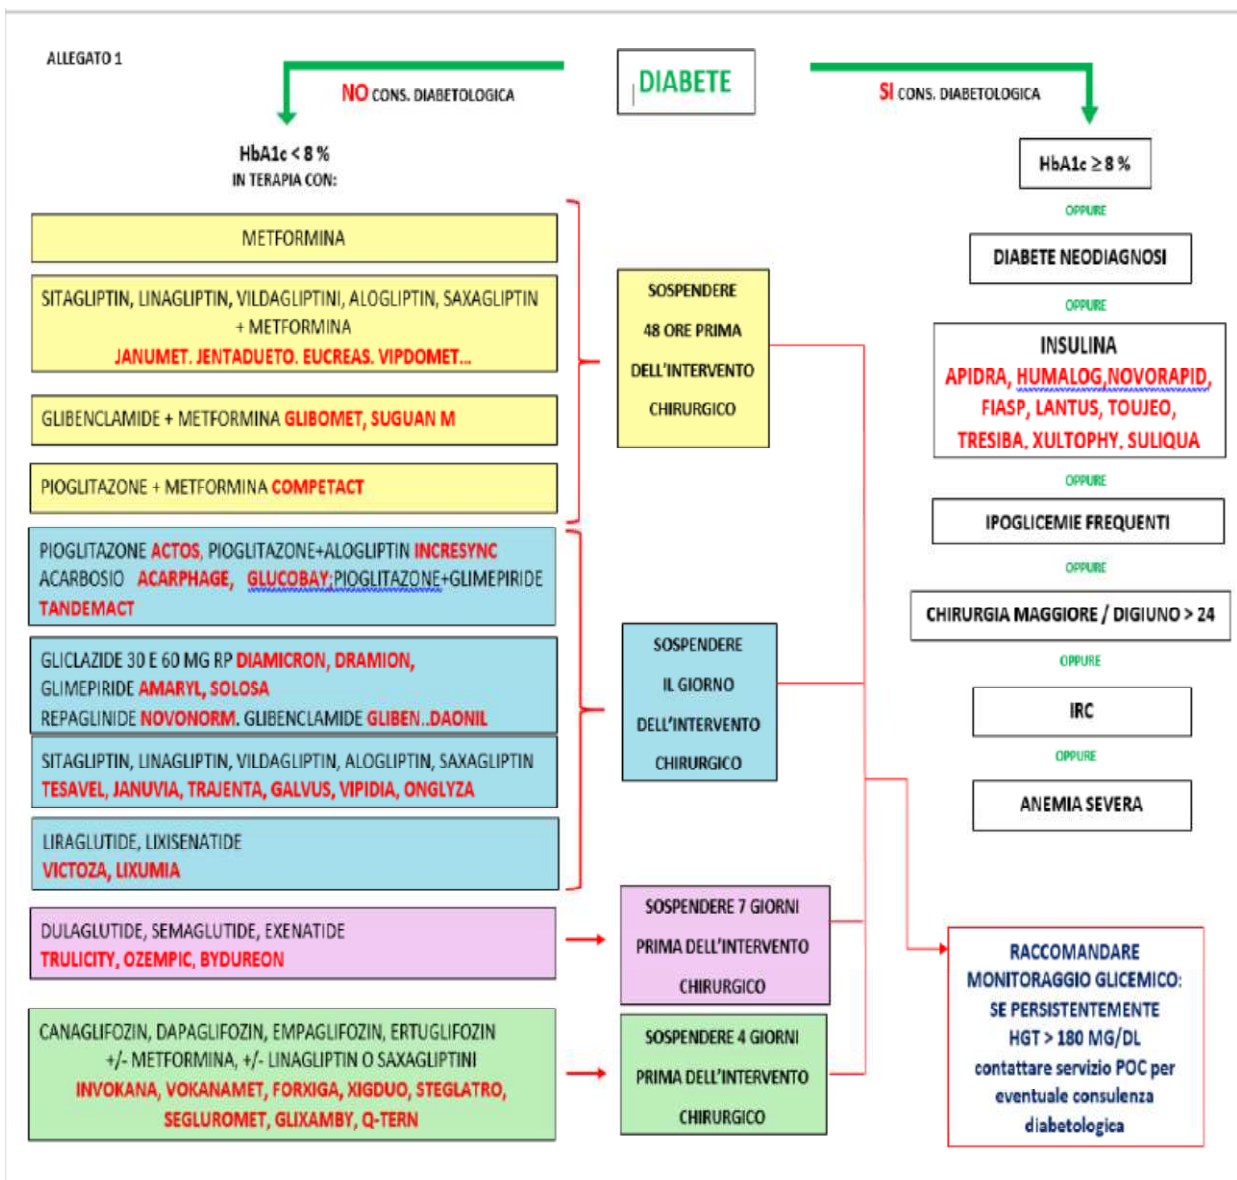 ALLEGATO 1
DIABETE
NO CONS. DIABETOLOGICA
SI CONS. DIABETOLOGICA
HbA1c < 8 %
IN TERAPIA CON:
METFORMINA
SITAGLIPTIN, LINAGLIPTIN, VILDAGLIPTINI, ALOGLIPTIN, SAXAGLIPTIN
+ METFORMINA
JANUMET. JENTADUETO. EUCREAS. VIPDOMET...
GLIBENCLAMIDE + METFORMINA GLIBOMET, SUGUAN M
PIOGLITAZONE + METFORMINA COMPETACT
SOSPENDERE
48 ORE PRIMA
DELL'INTERVENTO
CHIRURGICO
PIOGLITAZONE ACTOS, PIOGLITAZONE+ALOGLIPTIN INCRESYNC
ACARBOSIO ACARPHAGE, GLUCOBAY;PIOGLITAZONE+GLIMEPIRIDE
TANDEMACT
GLICLAZIDE 30 E 60 MG RP DIAMICRON, DRAMION,
GLIMEPIRIDE AMARYL, SOLOSA
REPAGLINIDE NOVONORM. GLIBENCLAMIDE GLIBEN..DAONIL
SITAGLIPTIN, LINAGLIPTIN, VILDAGLIPTIN, ALOGLIPTIN, SAXAGLIPTIN
TESAVEL, JANUVIA, TRAJENTA, GALVUS, VIPIDIA, ONGLYZA
LIRAGLUTIDE, LIXISENATIDE
VICTOZA, LIXUMIA
SOSPENDERE
IL GIORNO
DELL'INTERVENTO
CHIRURGICO
DULAGLUTIDE, SEMAGLUTIDE, EXENATIDE
TRULICITY, OZEMPIC, BYDUREON
SOSPENDERE 7 GIORNI
PRIMA DELL'INTERVENTO
CHIRURGICO
CANAGLIFOZIN, DAPAGLIFOZIN, EMPAGLIFOZIN, ERTUGLIFOZIN
+/- METFORMINA, +/- LINAGLIPTIN O SAXAGLIPTINI
INVOKANA, VOKANAMET, FORXIGA, XIGDUO, STEGLATRO,
SEGLUROMET, GLIXAMBY, Q-TERN
SOSPENDERE 4 GIORNI
PRIMA DELL'INTERVENTO
CHIRURGICO
HbA1c ≥ 8 %
OPPURE
DIABETE NEODIAGNOSI
OPPURE
INSULINA
APIDRA, HUMALOG,NOVORAPID,
FIASP, LANTUS, TOUJEO,
TRESIBA, XULTOPHY. SULIQUA
OPPURE
IPOGLICEMIE FREQUENTI
OPPURE
CHIRURGIA MAGGIORE / DIGIUNO > 24
OPPURE
IRC
OPPURE
ANEMIA SEVERA
RACCOMANDARE
MONITORAGGIO GLICEMICO:
SE PERSISTENTEMENTE
HGT > 180 MG/DL
contattare servizio POC per
eventuale consulenza
diabetologica